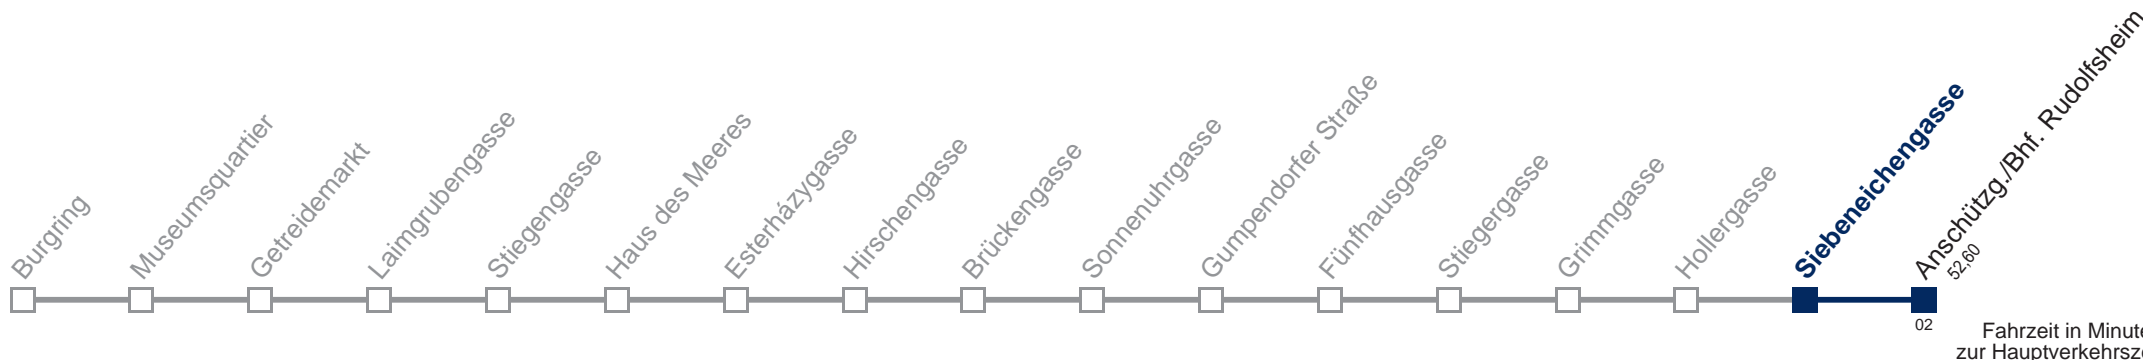 Burgring
Museumsquartier
Getreidemarkt
Laimgrubengasse
Stiegengasse
Haus des Meeres
Esterházygasse
Hirschengasse
Brückengasse
Sonnenuhrgasse
Gumpendorfer Straße
Fünfhausgasse
Stiegergasse
Grimmgasse
Hollergasse
Siebeneichengasse
Anschützg./Bhf. Rudolfsheim
52,60
02
Fahrzeit in Minute
zur Hauptverkehrsz